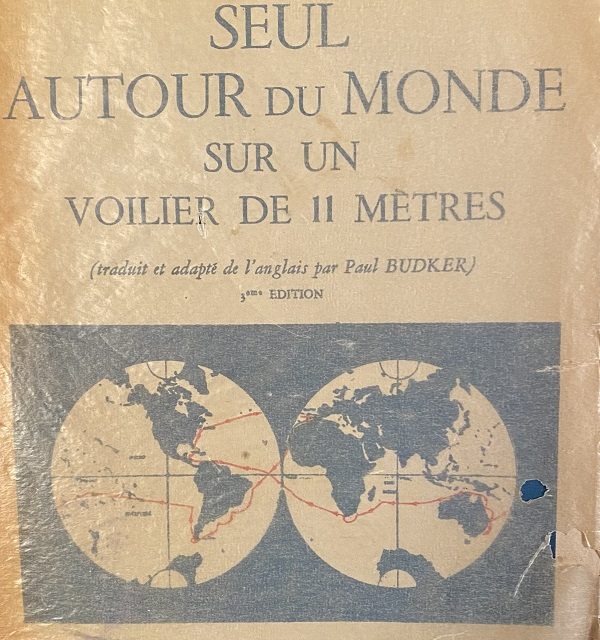 SEUL
AUTOUR DU MONDE
SUR UN
VOILIER DE 11 MÈTRES
(traduit et adapté de l'anglais par Paul BUDKER)
3eme EDITION